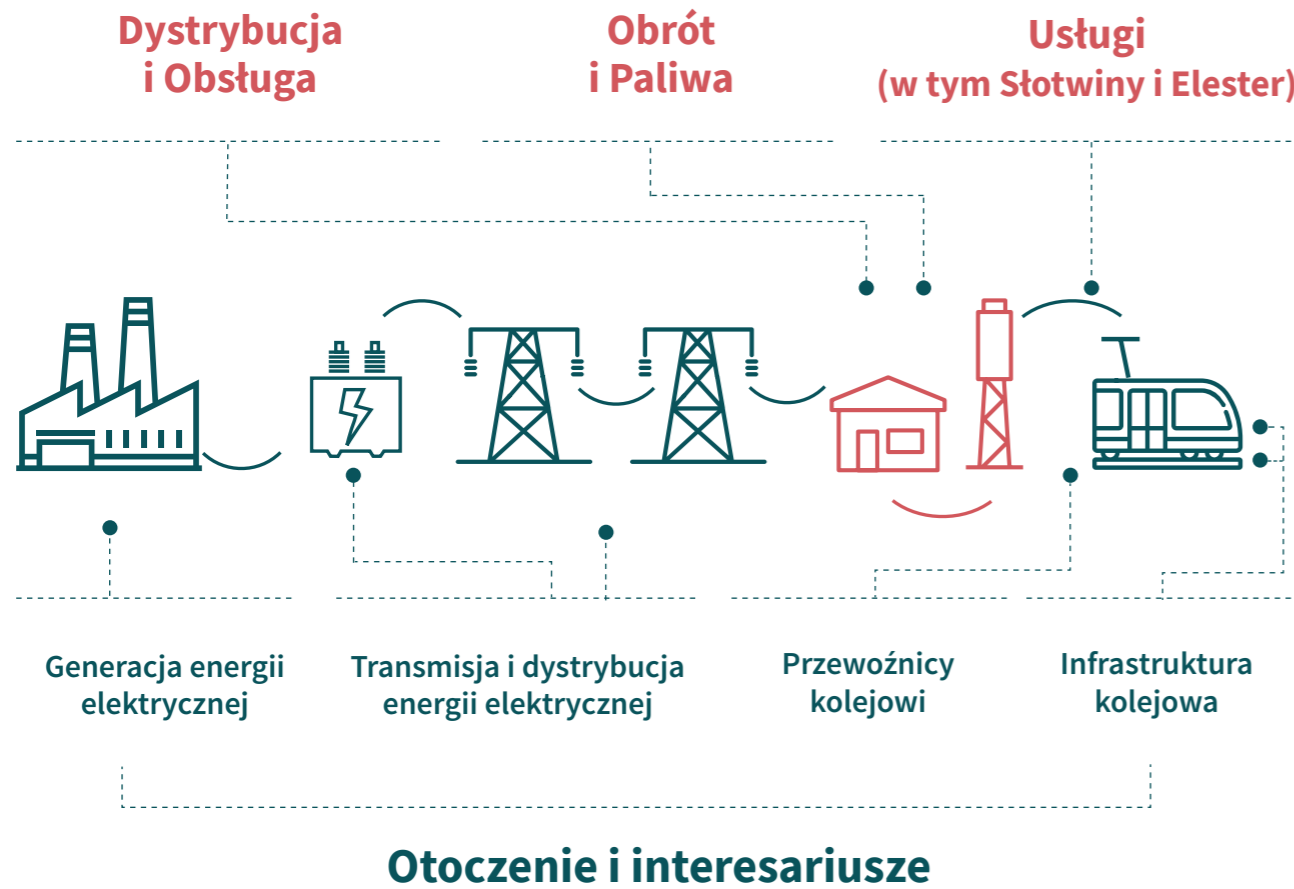 Dystrybucja
i Obsługa
Obrót
i Paliwa
Usługi
(w tym Słotwiny i Elester)
Generacja energii
elektrycznej
Transmisja i dystrybucja
energii elektrycznej
Przewoźnicy
kolejowi
Infrastruktura
kolejowa
Otoczenie i interesariusze